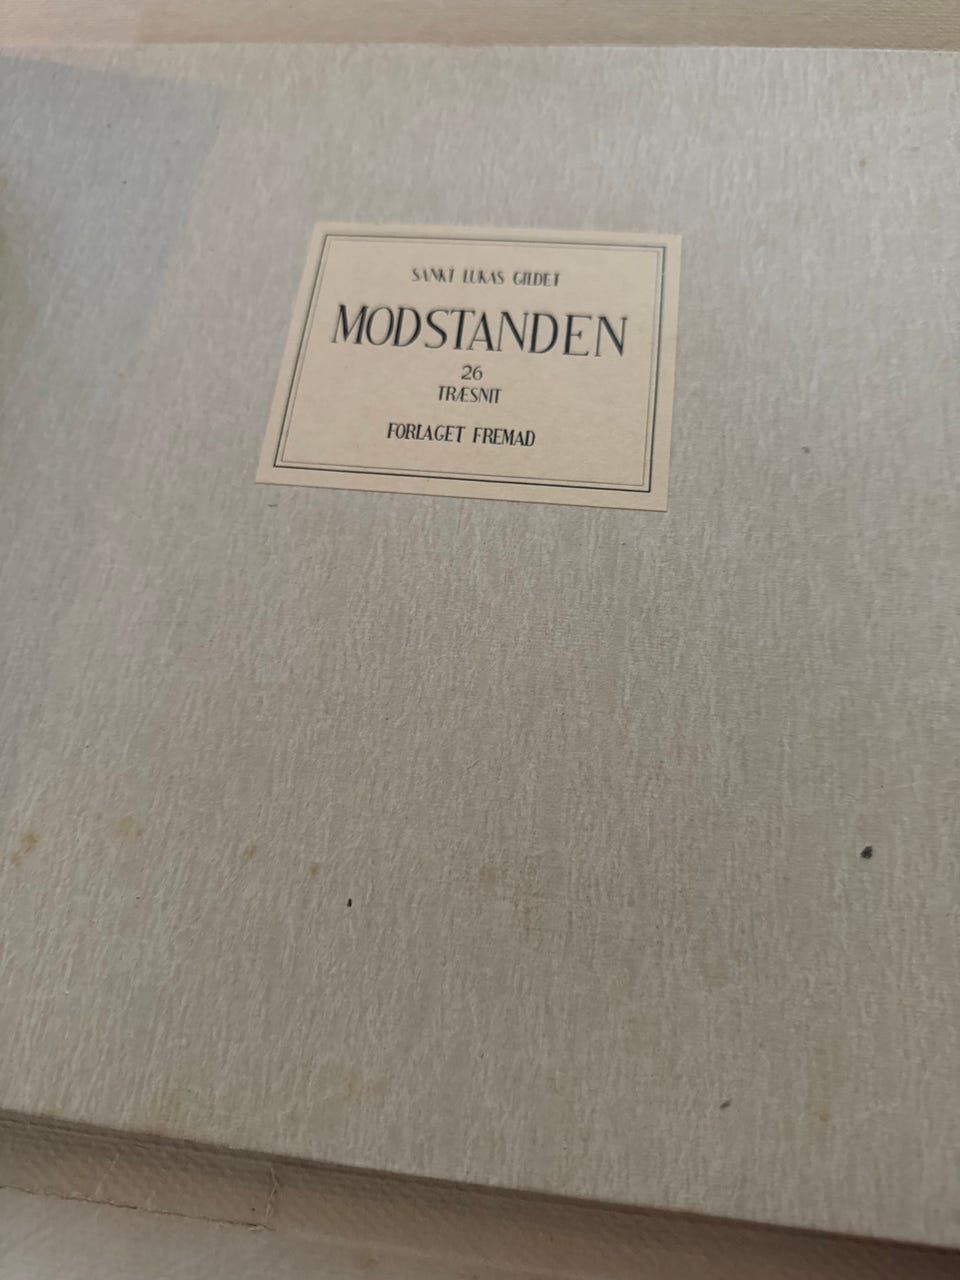 SANKT LUKAS GILDET
MODSTANDEN
26
TRÆSNIT
FORLAGET FREMAD